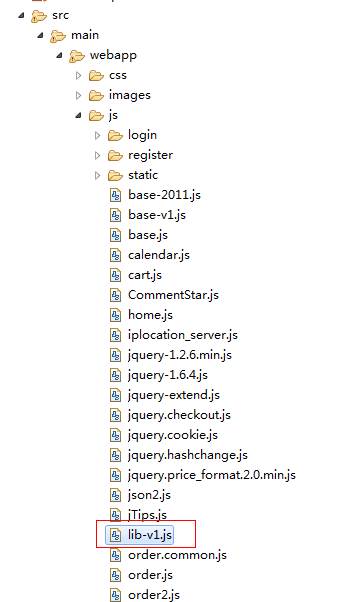 src
main
webapp
css
images
js
login
register
static
base-2011.js
base-v1.js
base.js
calendar.js
cart.js
CommentStar.js
home.js
iplocation_server.js
jquery-1.2.6.min.js
jquery-1.6.4.js
jquery-extend.js
jquery.checkout.js
jquery.cookie.js
jquery.hashchange.js
jquery.price_format.2.0.min.js
json2.js
jTips.js
lib-v1.js
order.common.js
order.js
order2.js